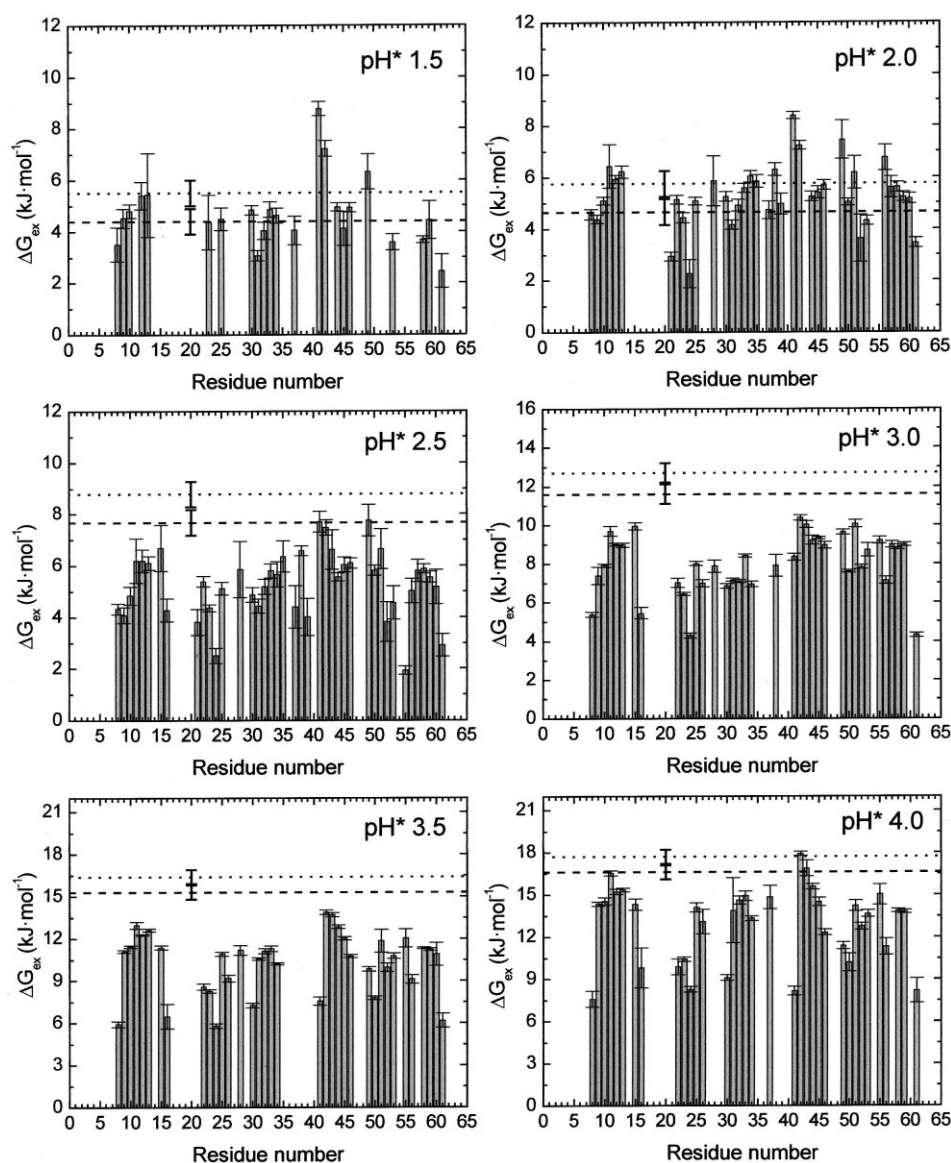 pH* 1.5
12
10
8
6
4
2
0
ΔG_ex (kJ·mol⁻¹)
0 5 10 15 20 25 30 35 40 45 50 55 60 65
Residue number
pH* 2.0
12
10
8
6
4
2
0
ΔG_ex (kJ·mol⁻¹)
0 5 10 15 20 25 30 35 40 45 50 55 60 65
Residue number
pH* 2.5
12
10
8
6
4
2
0
ΔG_ex (kJ·mol⁻¹)
0 5 10 15 20 25 30 35 40 45 50 55 60 65
Residue number
pH* 3.0
16
14
12
10
8
6
4
2
0
ΔG_ex (kJ·mol⁻¹)
0 5 10 15 20 25 30 35 40 45 50 55 60 65
Residue number
pH* 3.5
21
18
15
12
9
6
3
0
ΔG_ex (kJ·mol⁻¹)
0 5 10 15 20 25 30 35 40 45 50 55 60 65
Residue number
pH* 4.0
21
18
15
12
9
6
3
0
ΔG_ex (kJ·mol⁻¹)
0 5 10 15 20 25 30 35 40 45 50 55 60 65
Residue number